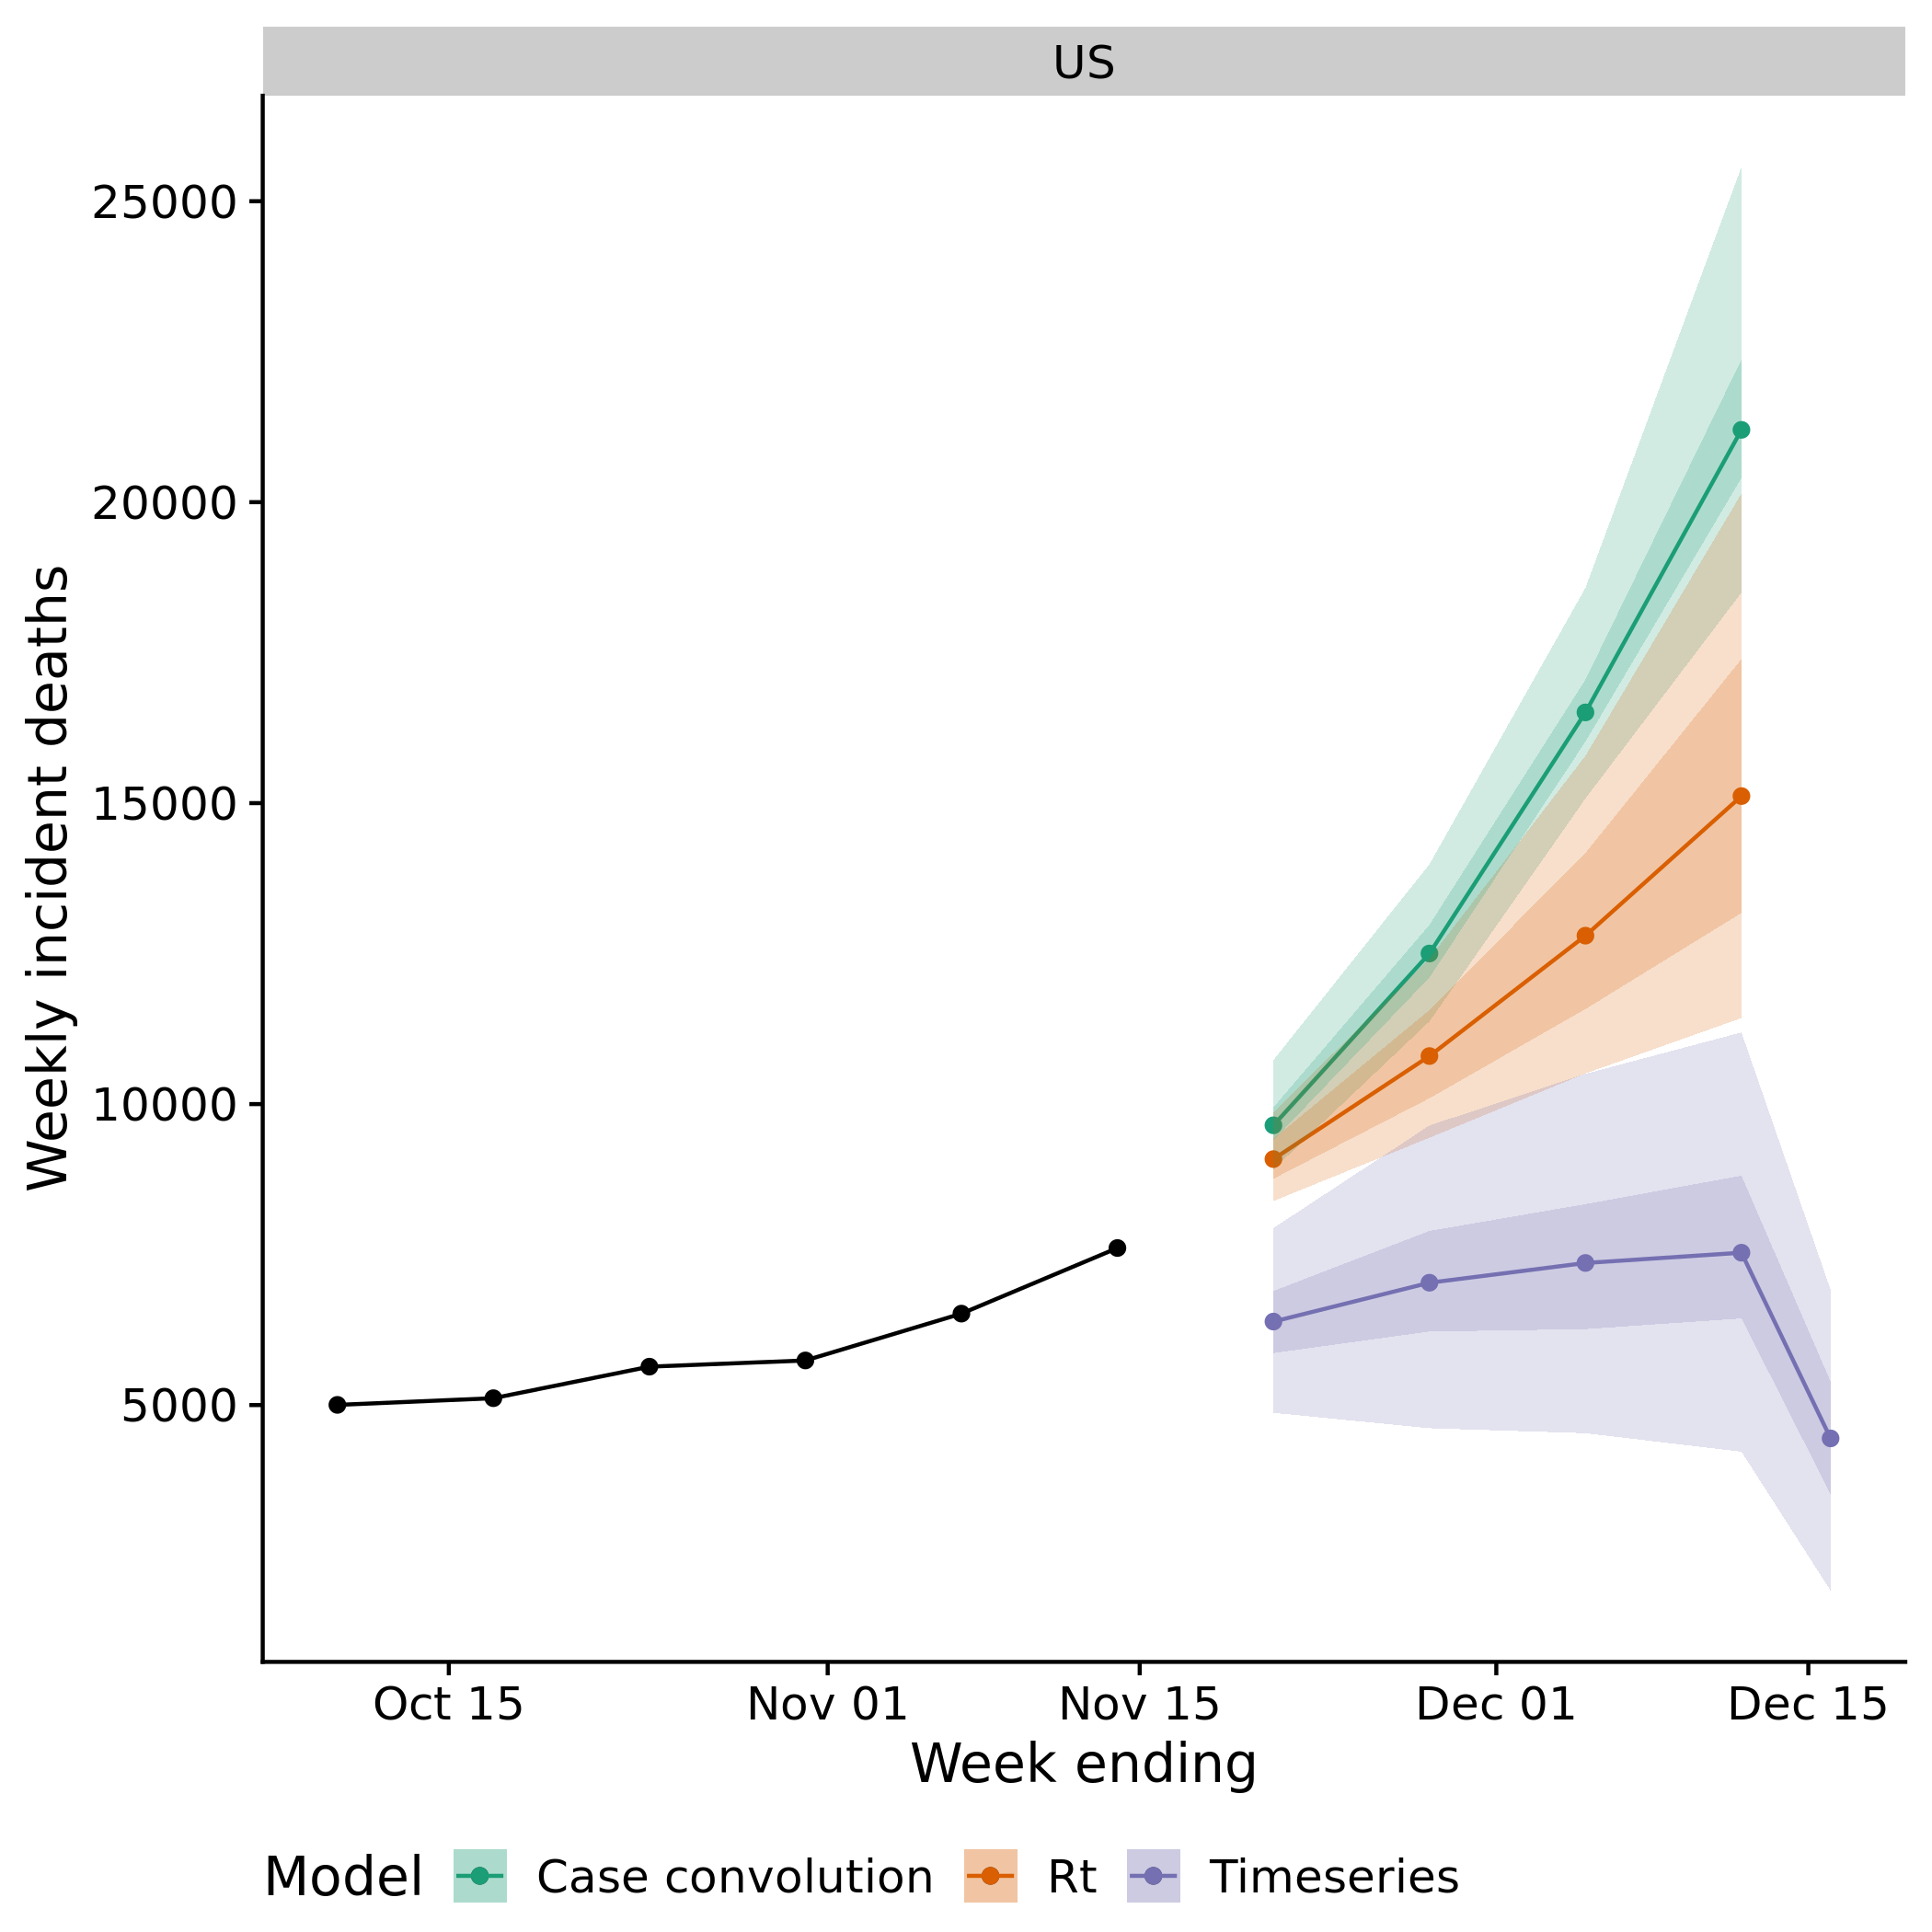 US
25000
20000
15000
10000
5000
Weekly incident deaths
Oct 15 Nov 01 Nov 15 Dec 01 Dec 15
Week ending
Model Case convolution Rt Timeseries